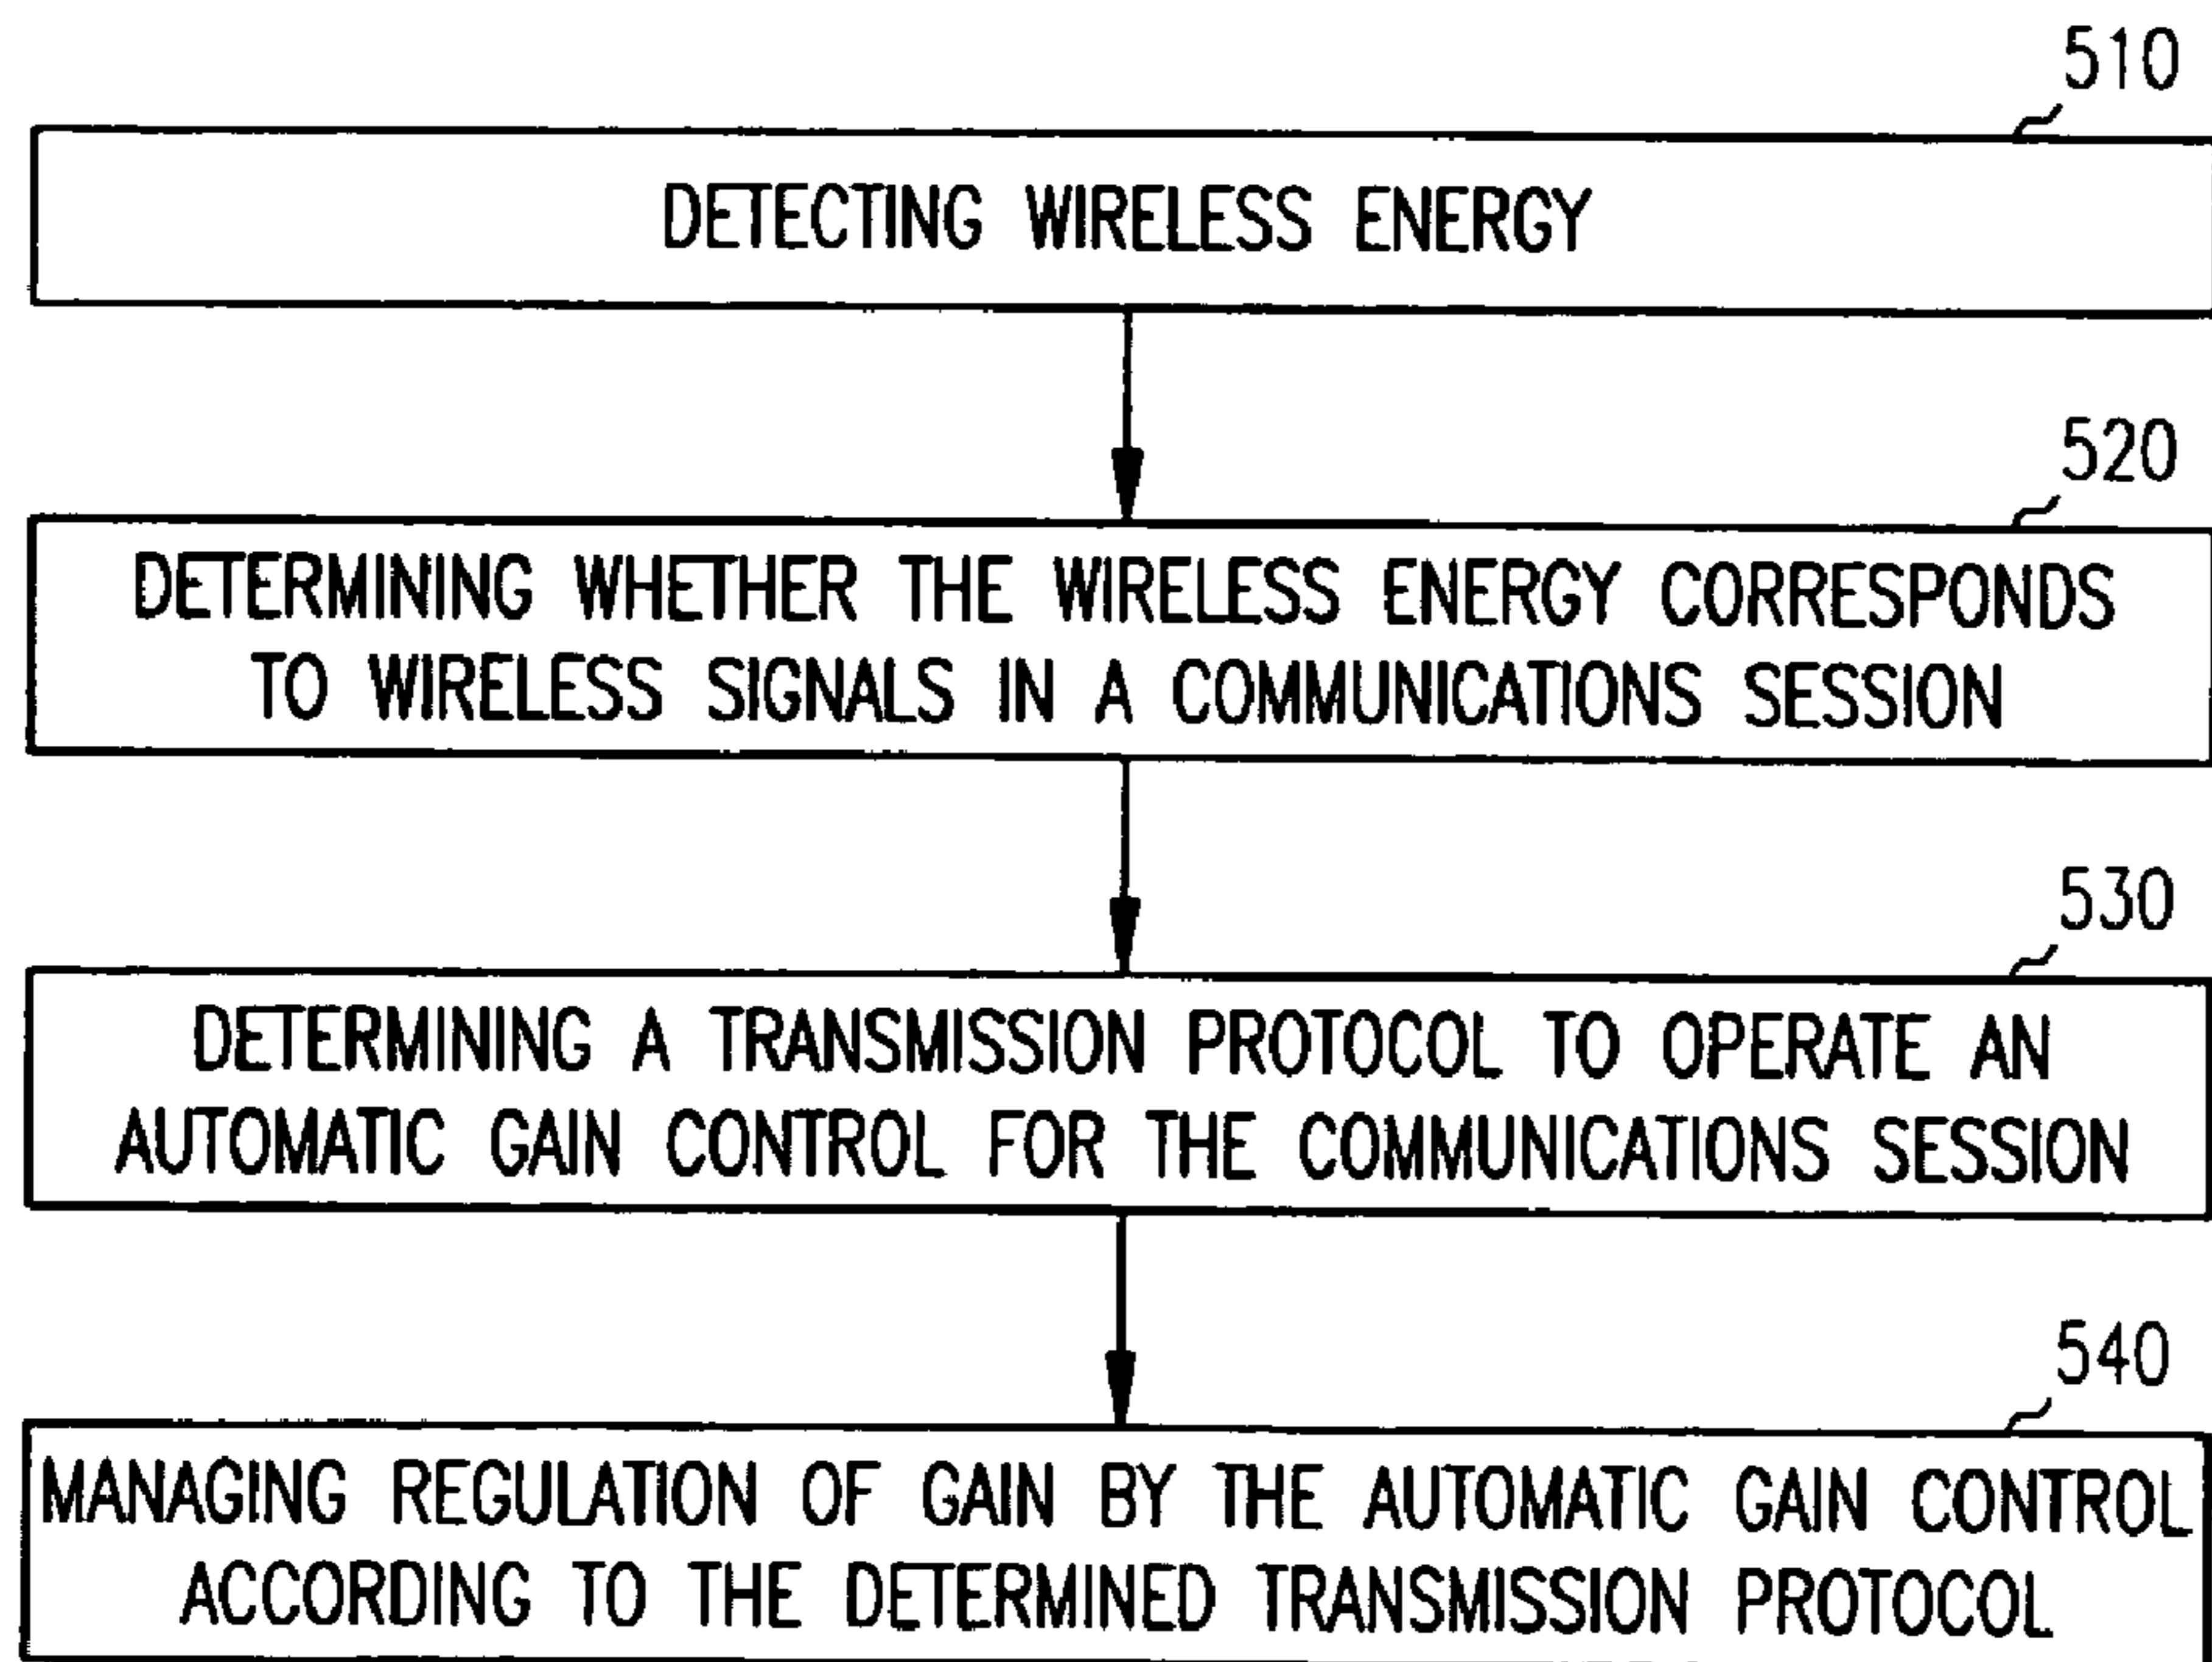 510
DETECTING WIRELESS ENERGY
520
DETERMINING WHETHER THE WIRELESS ENERGY CORRESPONDS
TO WIRELESS SIGNALS IN A COMMUNICATIONS SESSION
530
DETERMINING A TRANSMISSION PROTOCOL TO OPERATE AN
AUTOMATIC GAIN CONTROL FOR THE COMMUNICATIONS SESSION
540
MANAGING REGULATION OF GAIN BY THE AUTOMATIC GAIN CONTROL
ACCORDING TO THE DETERMINED TRANSMISSION PROTOCOL